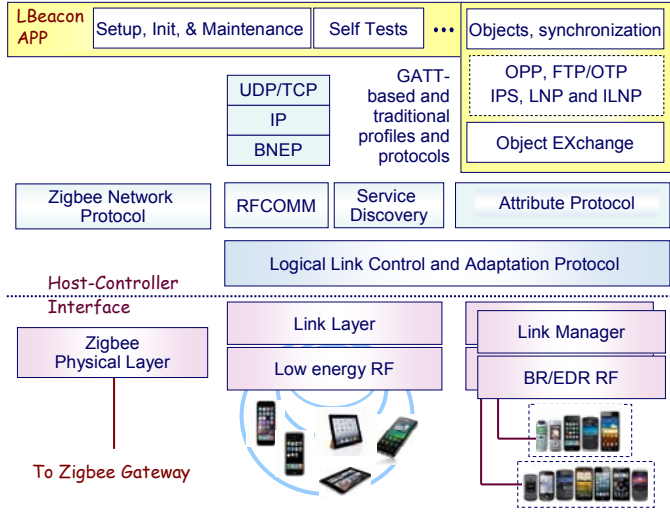 LBeacon
APP
Setup, Init, & Maintenance
Self Tests
•••
Objects, synchronization
OPP, FTP/OTP
IPS, LNP and ILNP
Object EXchange
UDP/TCP
IP
BNEP
GATT-
based and
traditional
profiles and
protocols
Zigbee Network
Protocol
RFCOMM
Service
Discovery
Attribute Protocol
Logical Link Control and Adaptation Protocol
Host-Controller
Interface
Zigbee
Physical Layer
Link Layer
Low energy RF
Link Manager
BR/EDR RF
To Zigbee Gateway